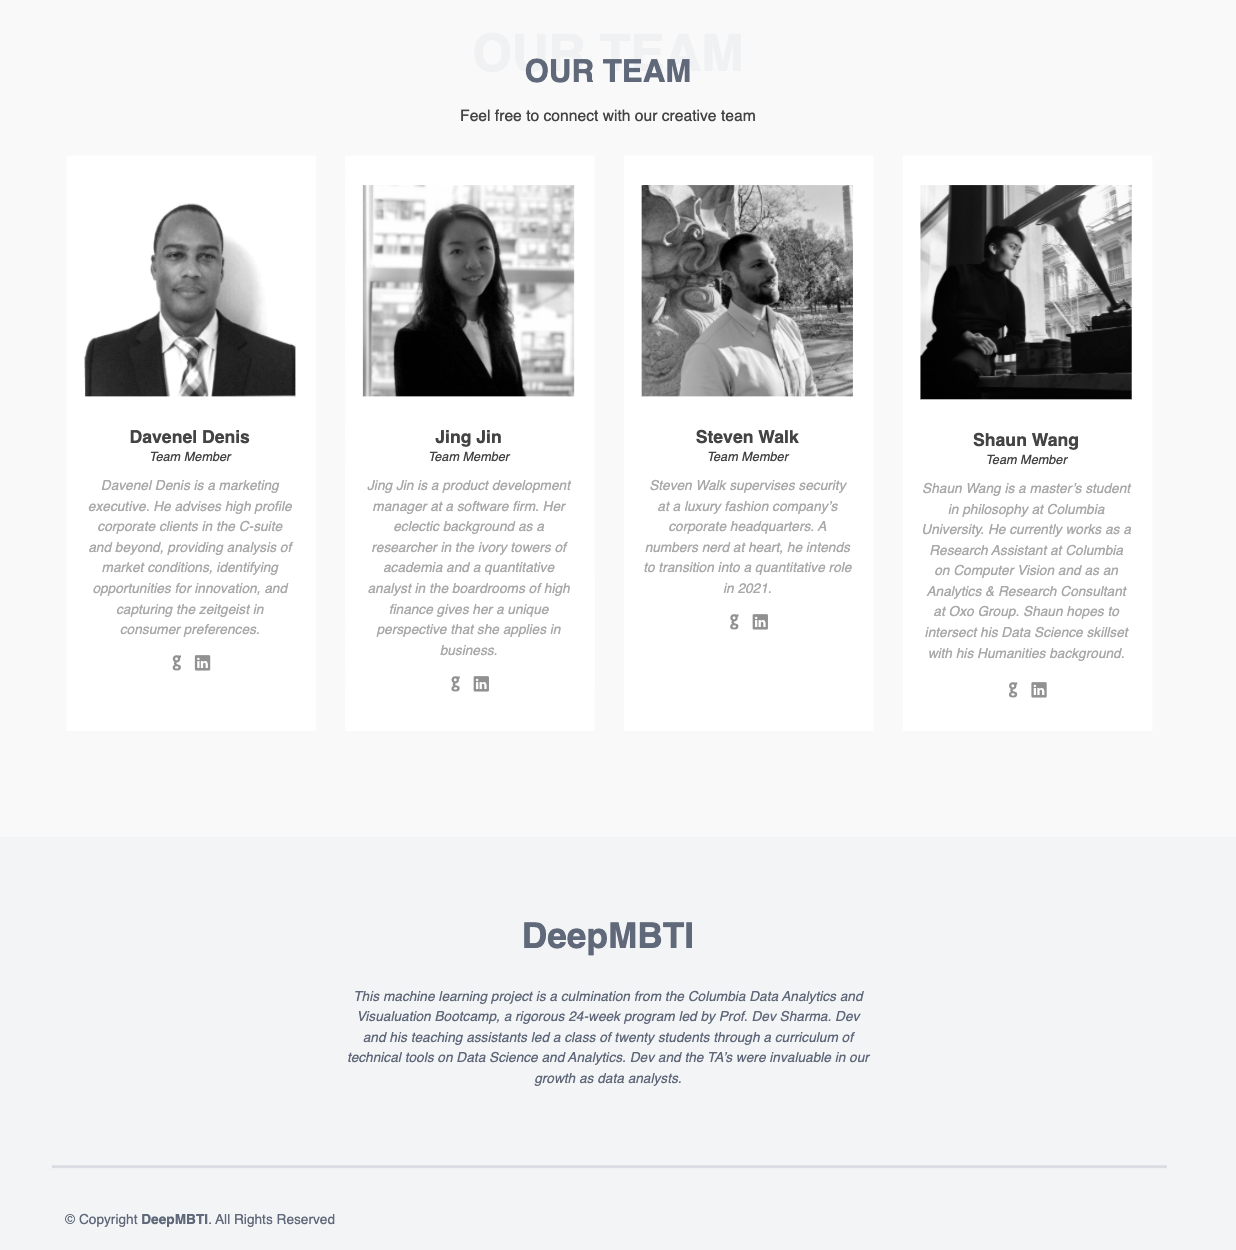 OUR TEAM
OUR TEAM
Feel free to connect with our creative team
Davenel Denis
Team Member
Davenel Denis is a marketing
executive. He advises high profile
corporate clients in the C-suite
and beyond, providing analysis of
market conditions, identifying
opportunities for innovation, and
capturing the zeitgeist in
consumer preferences.
g in
Jing Jin
Team Member
Jing Jin is a product development
manager at a software firm. Her
eclectic background as a
researcher in the ivory towers of
academia and a quantitative
analyst in the boardrooms of high
finance gives her a unique
perspective that she applies in
business.
g in
Steven Walk
Team Member
Steven Walk supervises security
at a luxury fashion company's
corporate headquarters. A
numbers nerd at heart, he intends
to transition into a quantitative role
in 2021.
g in
Shaun Wang
Team Member
Shaun Wang is a master's student
in philosophy at Columbia
University. He currently works as a
Research Assistant at Columbia
on Computer Vision and as an
Analytics & Research Consultant
at Oxo Group. Shaun hopes to
intersect his Data Science skillset
with his Humanities background.
g in
DeepMBTI
This machine learning project is a culmination from the Columbia Data Analytics and
Visualuation Bootcamp, a rigorous 24-week program led by Prof. Dev Sharma. Dev
and his teaching assistants led a class of twenty students through a curriculum of
technical tools on Data Science and Analytics. Dev and the TA's were invaluable in our
growth as data analysts.
© Copyright DeepMBTI. All Rights Reserved